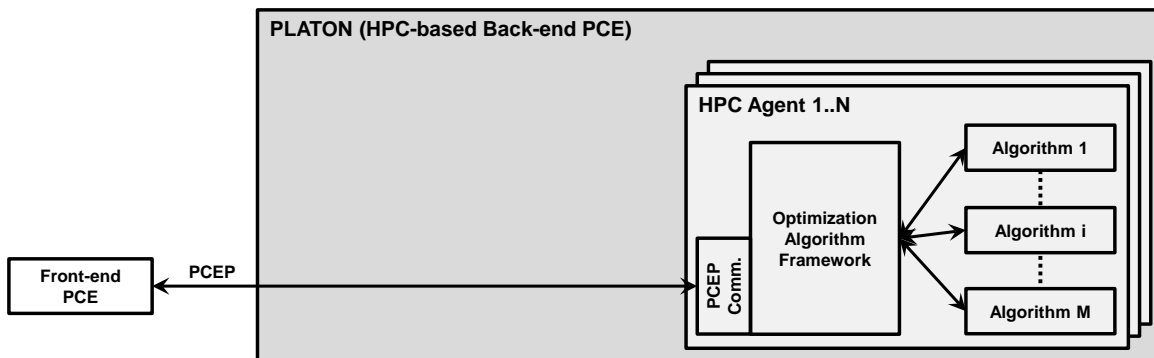 PLATON (HPC-based Back-end PCE)
HPC Agent 1..N
Algorithm 1
Optimization
Algorithm
Framework
Algorithm i
PCEP
Comm.
Algorithm M
Front-end
PCE
PCEP